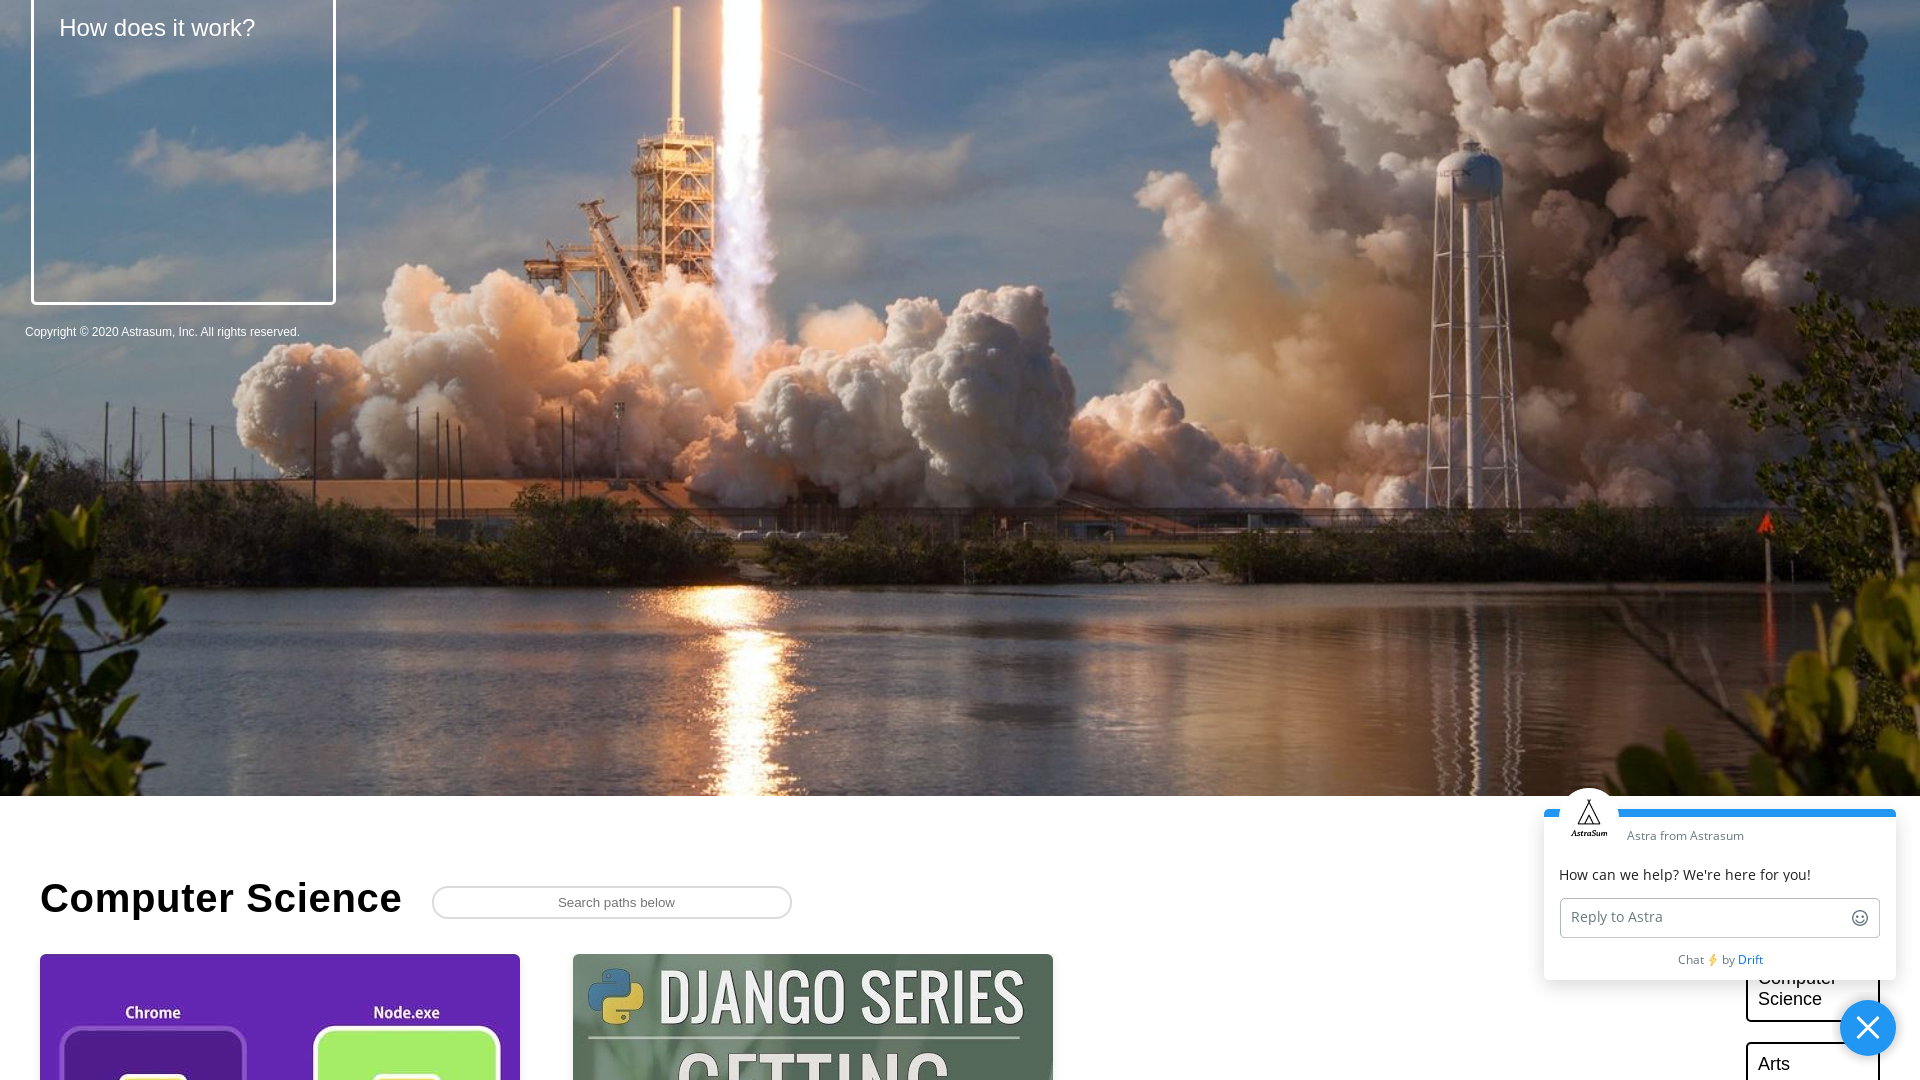 How does it work?
Copyright © 2020 Astrasum, Inc. All rights reserved.
AstraSum
Astra from Astrasum
How can we help? We're here for you!
Reply to Astra
Chat ⚡ by Drift
Computer Science
Search paths below
Chrome
Node.exe
DJANGO SERIES
GETTING
Computer
Science
Arts